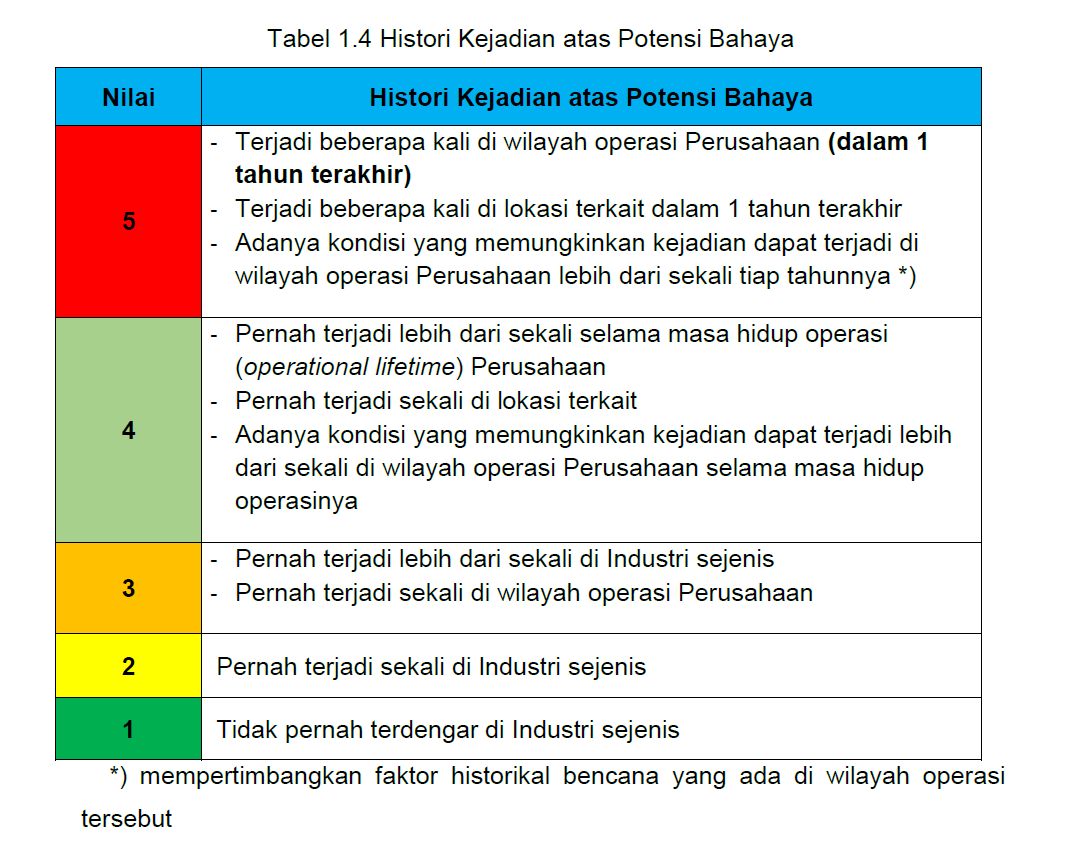 Tabel 1.4 Histori Kejadian atas Potensi Bahaya
Nilai
Histori Kejadian atas Potensi Bahaya
5
- Terjadi beberapa kali di wilayah operasi Perusahaan (dalam 1
tahun terakhir)
- Terjadi beberapa kali di lokasi terkait dalam 1 tahun terakhir
- Adanya kondisi yang memungkinkan kejadian dapat terjadi di
wilayah operasi Perusahaan lebih dari sekali tiap tahunnya *)
4
- Pernah terjadi lebih dari sekali selama masa hidup operasi
(operational lifetime) Perusahaan
- Pernah terjadi sekali di lokasi terkait
- Adanya kondisi yang memungkinkan kejadian dapat terjadi lebih
dari sekali di wilayah operasi Perusahaan selama masa hidup
operasinya
3
- Pernah terjadi lebih dari sekali di Industri sejenis
- Pernah terjadi sekali di wilayah operasi Perusahaan
2
Pernah terjadi sekali di Industri sejenis
1
Tidak pernah terdengar di Industri sejenis
*) mempertimbangkan faktor historikal bencana yang ada di wilayah operasi
tersebut